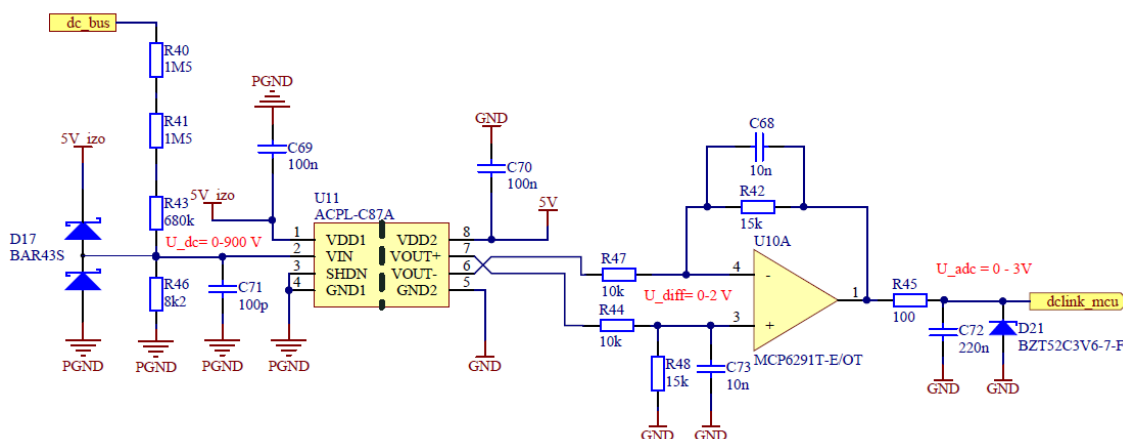 dc_bus
R40
1M5
PGND
R41
1M5
C69
100n
5V_izo
GND
C70
100n
C68
10n
R43
680k
5V_izo
U11
ACPL-C87A
5V
R42
15k
D17
BAR43S
U_dc= 0-900 V
1 VDD1 VDD2 8
2 VIN VOUT+ 7
3 SHDN VOUT- 6
4 GND1 GND2 5
R46
8k2
C71
100p
PGND
PGND
PGND
PGND
GND
R47
10k
U_diff= 0-2 V
R44
10k
R48
15k
C73
10n
GND
GND
U10A
4 -
3 +
1
MCP6291T-E/OT
R45
100
U_adc = 0 - 3V
dclink_mcu
C72
220n
D21
BZT52C3V6-7-F
GND
GND